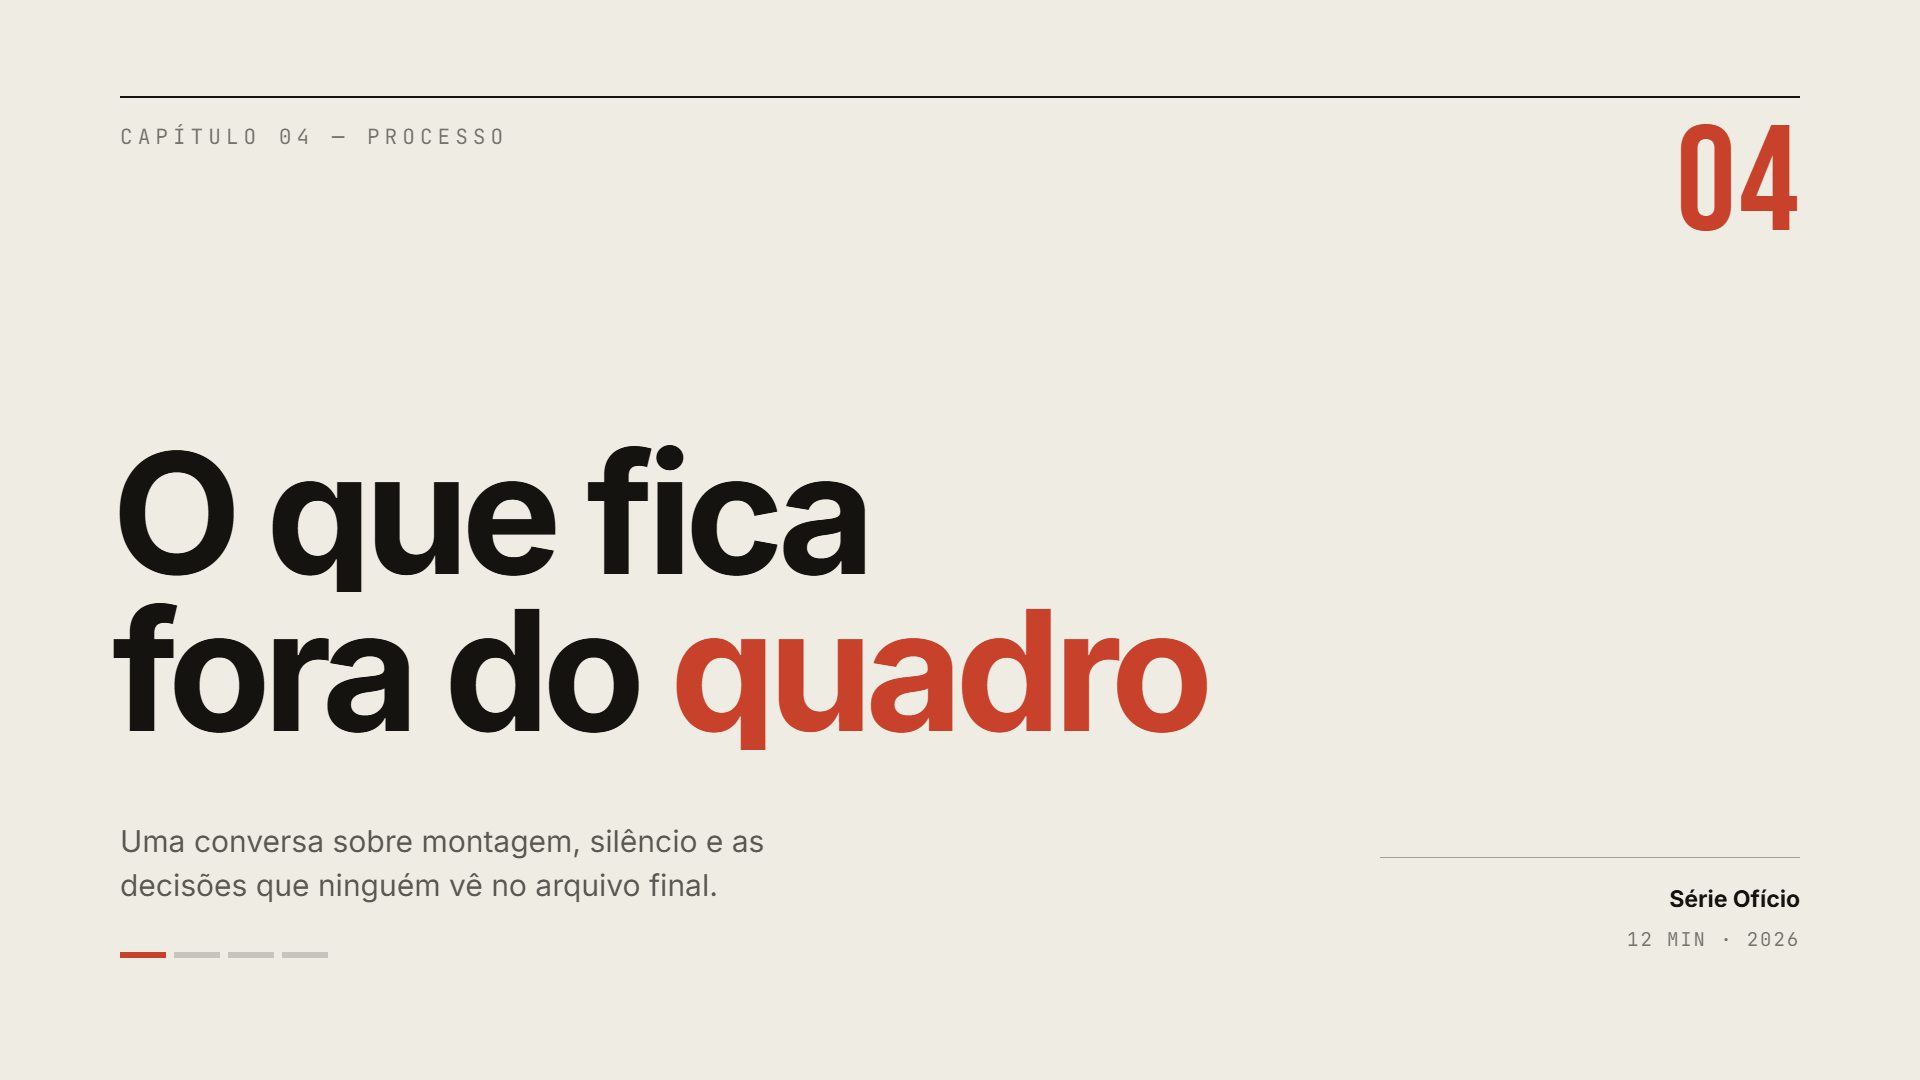 CAPÍTULO 04 — PROCESSO
04
O que fica
fora do quadro
Uma conversa sobre montagem, silêncio e as
decisões que ninguém vê no arquivo final.
Série Ofício
12 MIN · 2026